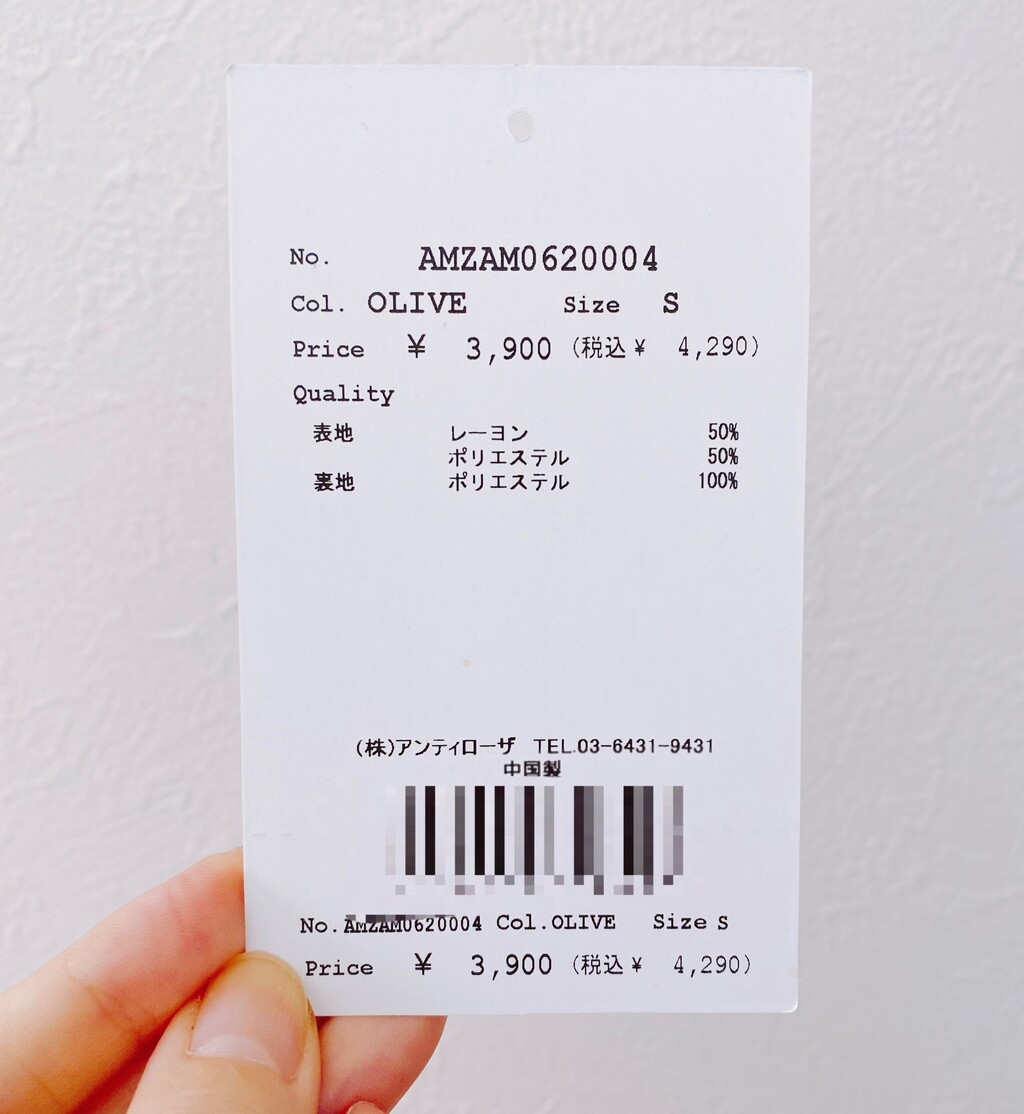 No. AMZAM0620004
Col. OLIVE Size S
Price ¥ 3,900 (税込¥ 4,290)
Quality
表地 レーヨン 50%
ポリエステル 50%
裏地 ポリエステル 100%
(株)アンティローザ TEL.03-6431-9431
中国製
No.AMZAM0620004 Col.OLIVE Size S
Price ¥ 3,900 (税込¥ 4,290)